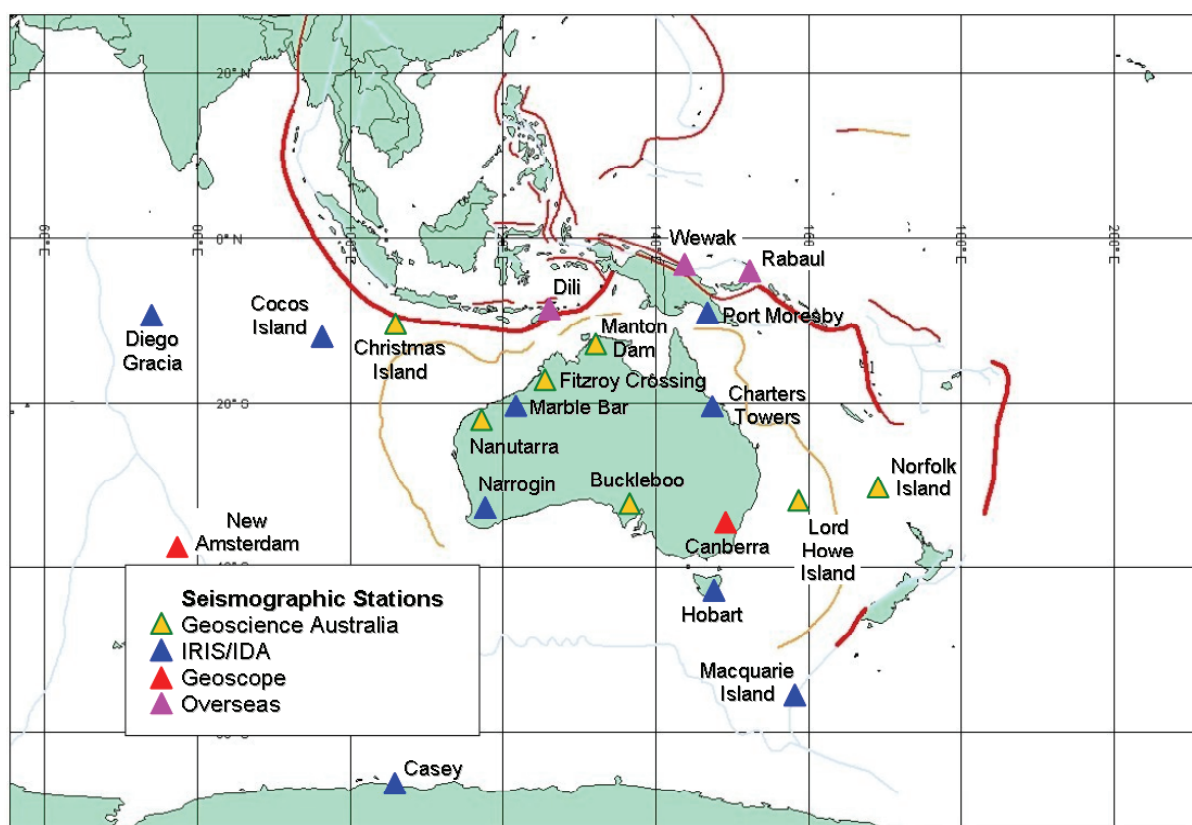 20° N
0° N
Wewak
Rabaul
Dili
Cocos
Island
Port Moresby
Diego
Gracia
Christmas
Island
Manton
Dam
Fitzroy Crossing
Marble Bar
Charters
Towers
20° S
Nanutarra
Narrogin
Buckleboo
Norfolk
Island
New
Amsterdam
Canberra
Lord
Howe
Island
Hobart
Seismographic Stations
Geoscience Australia
IRIS/IDA
Geoscope
Overseas
Macquarie
Island
Casey